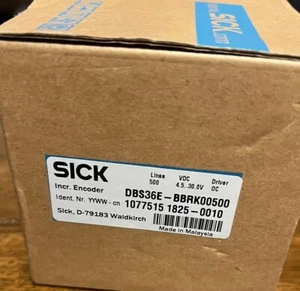 SICK
SICK
Lines VDC Driver
500 4.5..30.0V OC
Incr. Encoder DBS36E-BBRK00500
Ident. Nr. YYWW - cn 1077515 1825-0010
Sick, D-79183 Waldkirch
Made in Malaysia